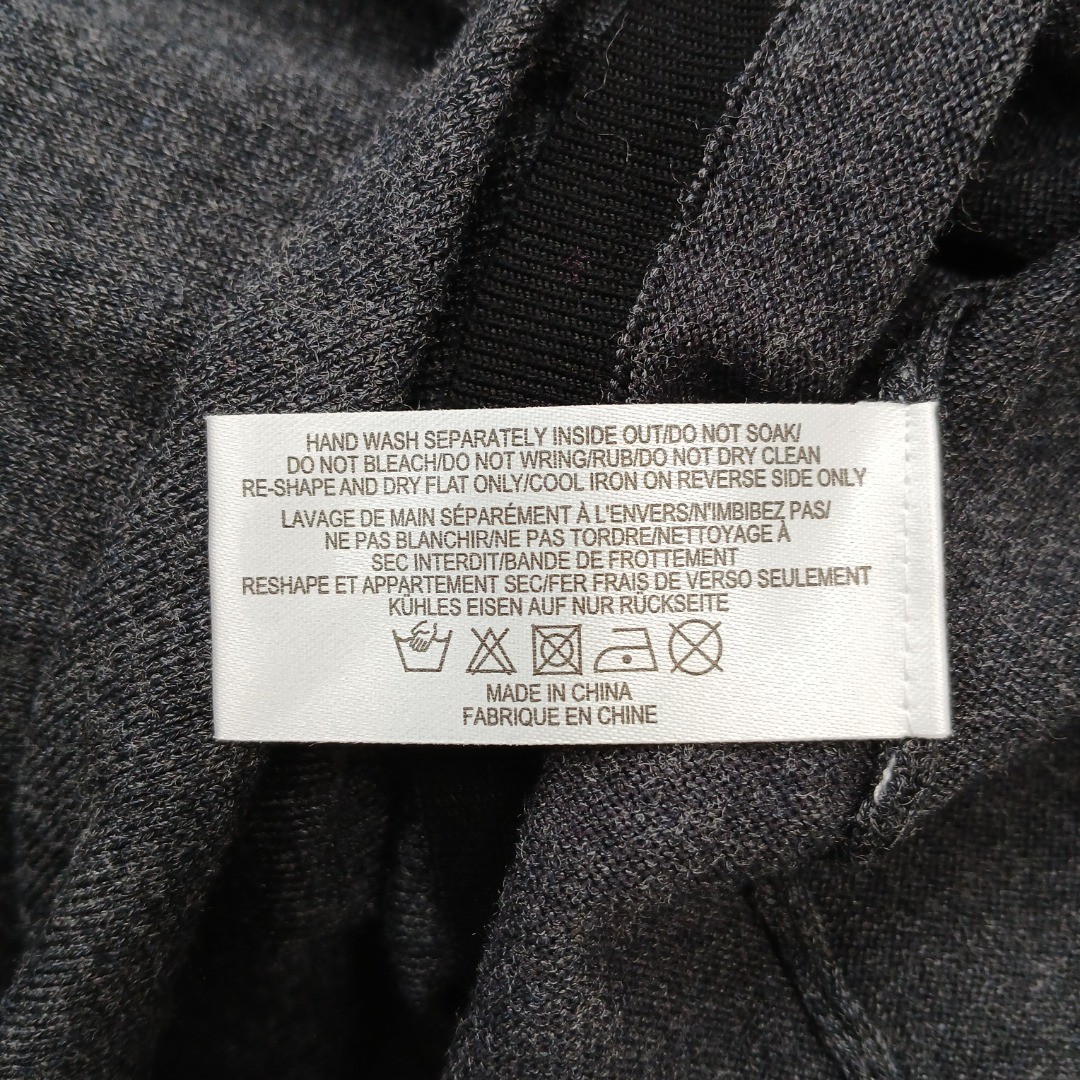 HAND WASH SEPARATELY INSIDE OUT/DO NOT SOAK/
DO NOT BLEACH/DO NOT WRING/RUB/DO NOT DRY CLEAN
RE-SHAPE AND DRY FLAT ONLY/COOL IRON ON REVERSE SIDE ONLY
LAVAGE DE MAIN SÉPARÉMENT À L'ENVERS/N'IMBIBEZ PAS/
NE PAS BLANCHIR/NE PAS TORDRE/NETTOYAGE À
SEC INTERDIT/BANDE DE FROTTEMENT
RESHAPE ET APPARTEMENT SEC/FER FRAIS DE VERSO SEULEMENT
KÜHLES EISEN AUF NUR RÜCKSEITE
MADE IN CHINA
FABRIQUE EN CHINE